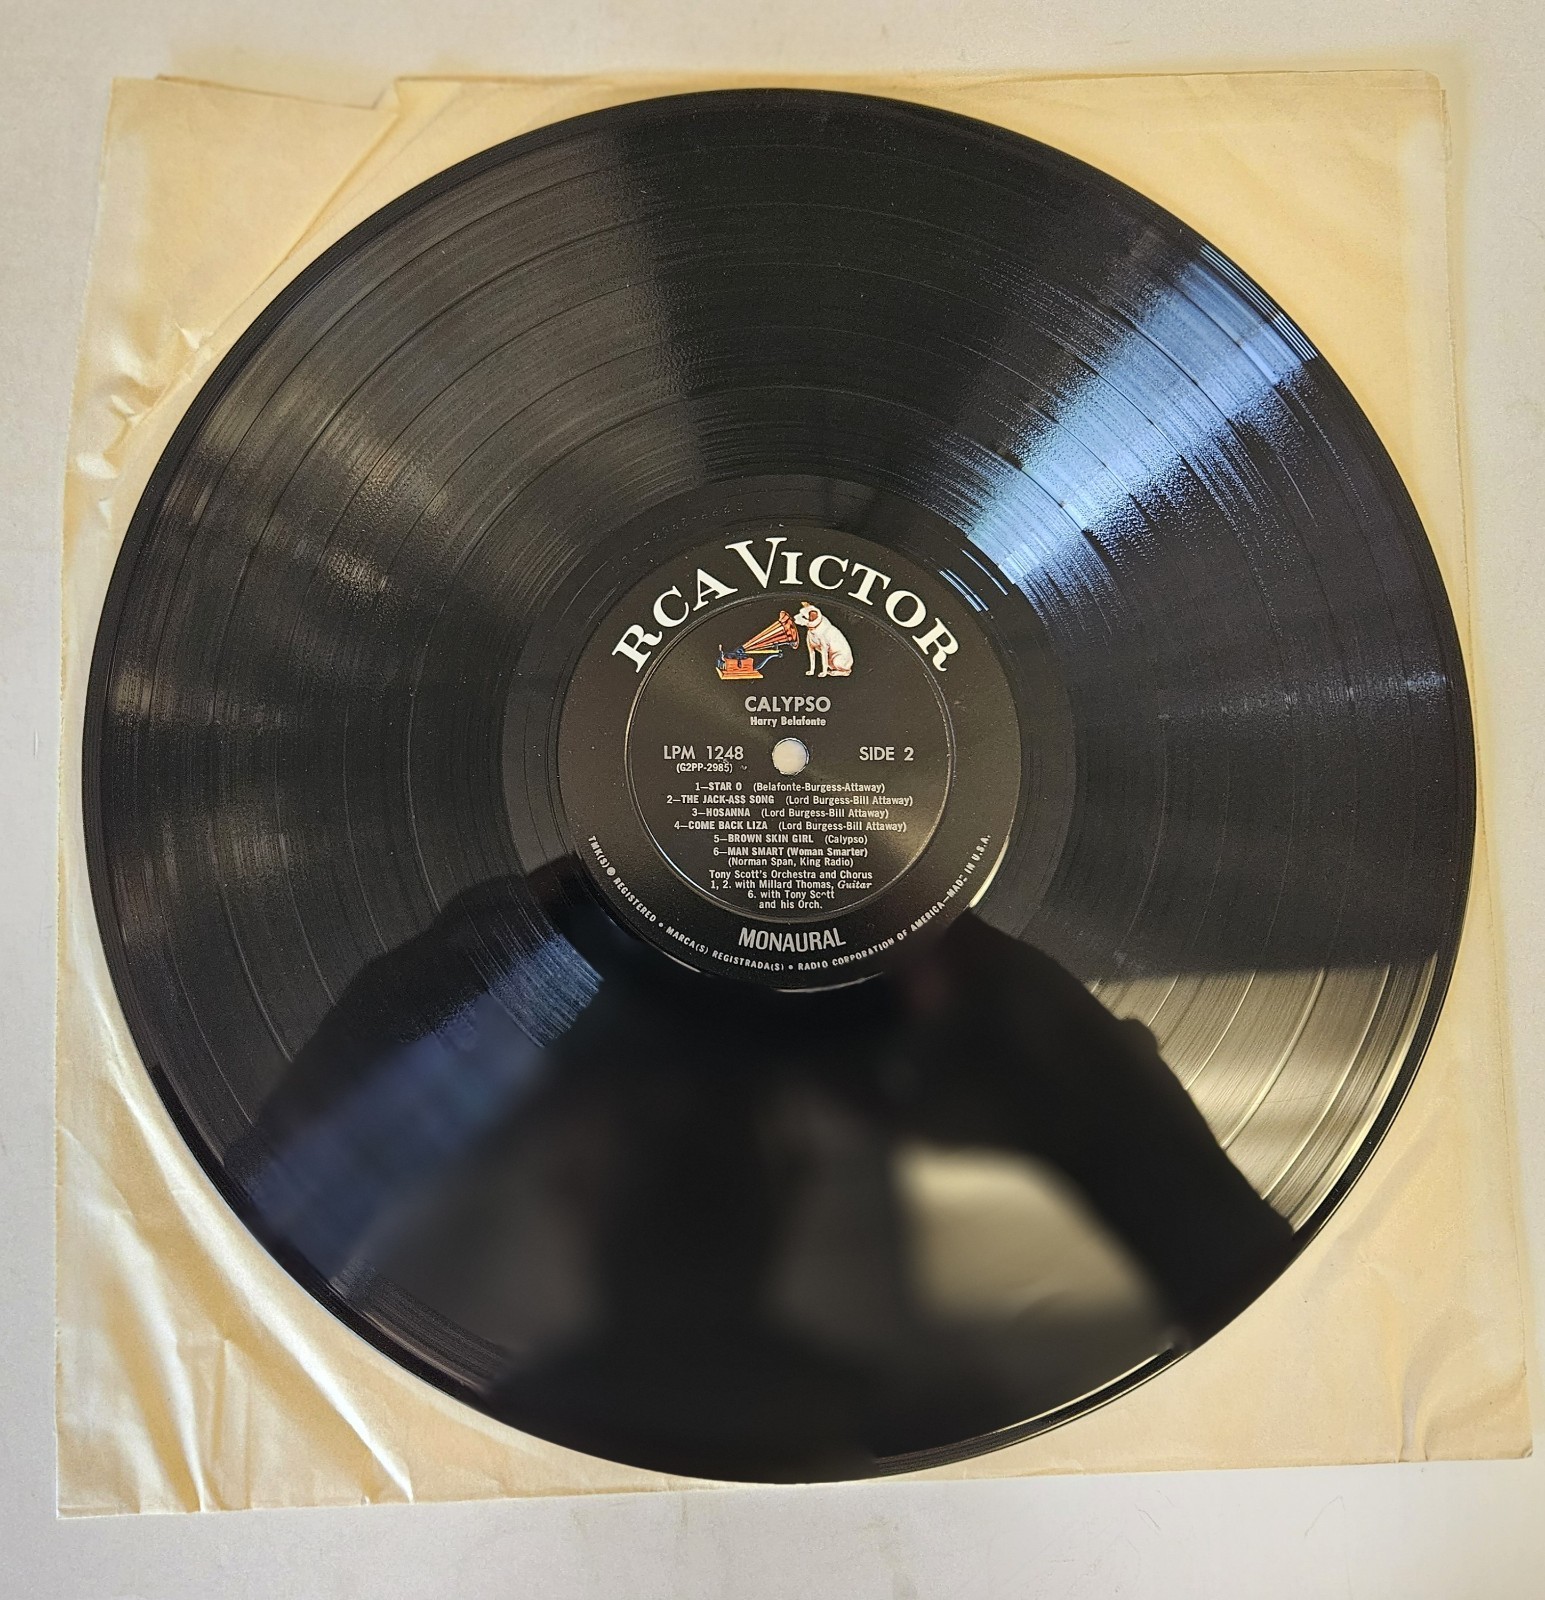 RCA VICTOR
CALYPSO
Harry Belafonte
LPM 1248
SIDE 2
(G2PP-2985)
1—STAR O (Belafonte-Burgess-Attaway)
2—THE JACK-ASS SONG (Lord Burgess-Bill Attaway)
3—HOSANNA (Lord Burgess-Bill Attaway)
4—COME BACK LIZA (Lord Burgess-Bill Attaway)
5—BROWN SKIN GIRL (Calypso)
6—MAN SMART (Woman Smarter)
(Norman Span, King Radio)
Tony Scott's Orchestra and Chorus
1, 2. with Millard Thomas, Guitar
6. with Tony Scott
and his Orch.
MONAURAL
TMK(S) ® REGISTERED • MARCA(S) REGISTRADA(S) • RADIO CORPORATION OF AMERICA—MADE IN U.S.A.